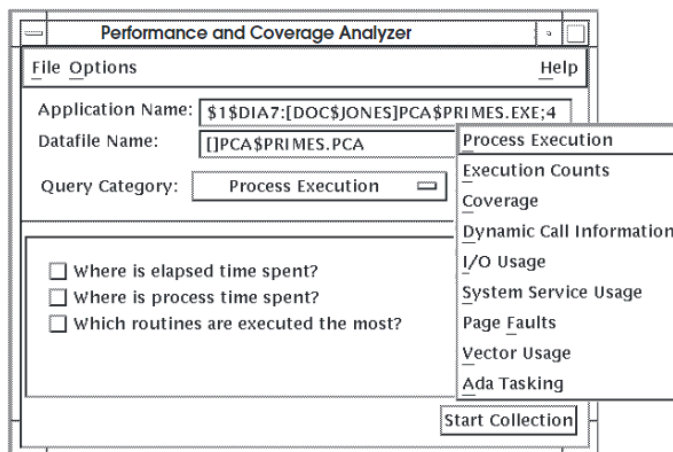 Performance and Coverage Analyzer
File Options Help
Application Name: $1$DIA7:[DOC$JONES]PCA$PRIMES.EXE;4
Datafile Name: []PCA$PRIMES.PCA
Query Category: Process Execution
Process Execution
Execution Counts
Coverage
Dynamic Call Information
I/O Usage
System Service Usage
Page Faults
Vector Usage
Ada Tasking
Where is elapsed time spent?
Where is process time spent?
Which routines are executed the most?
Start Collection